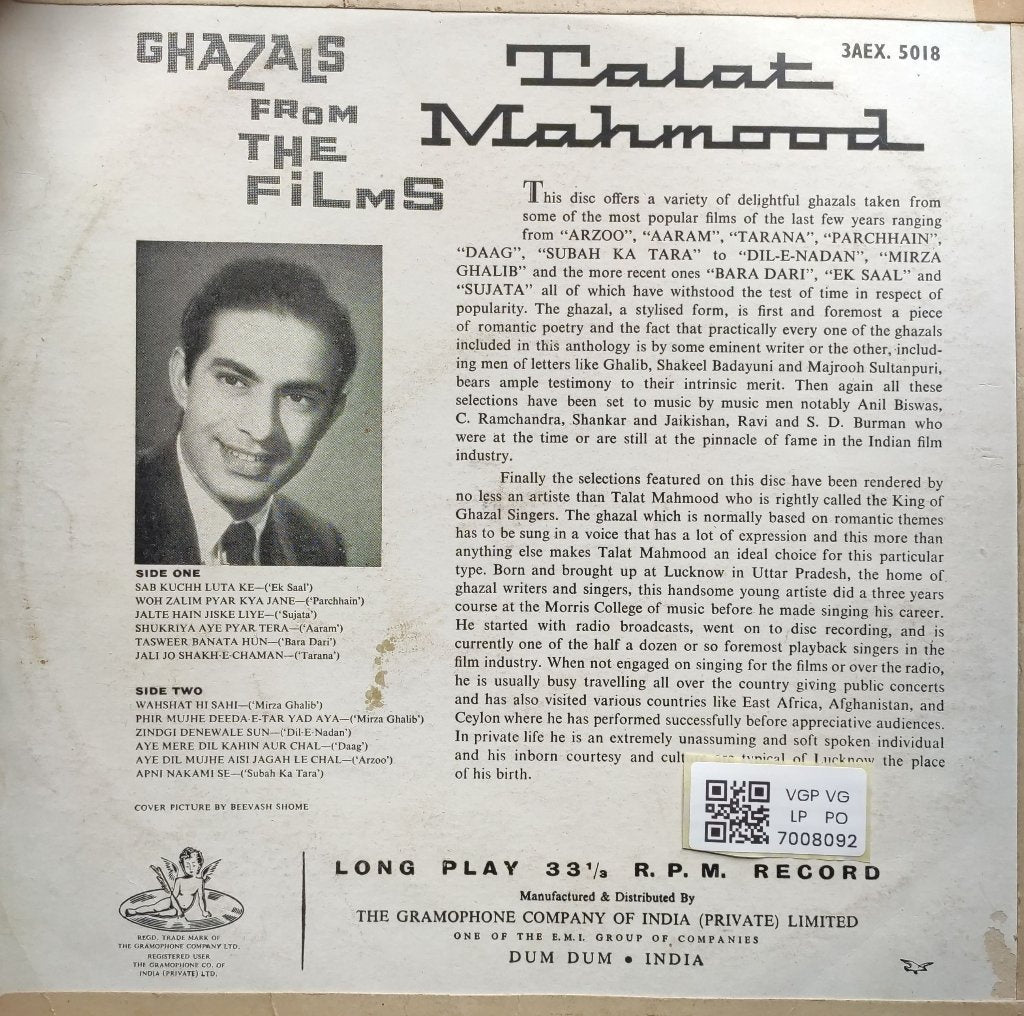 GHAZALS
FROM
THE
FiLMS
Talat
Mahmood
3AEX. 5018
This disc offers a variety of delightful ghazals taken from
some of the most popular films of the last few years ranging
from “ARZOO”, “AARAM”, “TARANA”, “PARCHHAIN”,
“DAAG”, “SUBAH KA TARA” to “DIL-E-NADAN”, “MIRZA
GHALIB” and the more recent ones “BARA DARI”, “EK SAAL” and
“SUJATA” all of which have withstood the test of time in respect of
popularity. The ghazal, a stylised form, is first and foremost a piece
of romantic poetry and the fact that practically every one of the ghazals
included in this anthology is by some eminent writer or the other, includ-
ing men of letters like Ghalib, Shakeel Badayuni and Majrooh Sultanpuri,
bears ample testimony to their intrinsic merit. Then again all these
selections have been set to music by music men notably Anil Biswas,
C. Ramchandra, Shankar and Jaikishan, Ravi and S. D. Burman who
were at the time or are still at the pinnacle of fame in the Indian film
industry.
Finally the selections featured on this disc have been rendered by
no less an artiste than Talat Mahmood who is rightly called the King of
Ghazal Singers. The ghazal which is normally based on romantic themes
has to be sung in a voice that has a lot of expression and this more than
anything else makes Talat Mahmood an ideal choice for this particular
type. Born and brought up at Lucknow in Uttar Pradesh, the home of
ghazal writers and singers, this handsome young artiste did a three years
course at the Morris College of music before he made singing his career.
He started with radio broadcasts, went on to disc recording, and is
currently one of the half a dozen or so foremost playback singers in the
film industry. When not engaged on singing for the films or over the radio,
he is usually busy travelling all over the country giving public concerts
and has also visited various countries like East Africa, Afghanistan, and
Ceylon where he has performed successfully before appreciative audiences.
In private life he is an extremely unassuming and soft spoken individual
and his inborn courtesy and typical of Lucknow the place
of his birth.
SIDE ONE
SAB KUCHH LUTA KE—(‘Ek Saal’)
WOH ZALIM PYAR KYA JANE—(‘Parchhain’)
JALTE HAIN JISKE LIYE—(‘Sujata’)
SHUKRIYA AYE PYAR TERA—(‘Aaram’)
TASWEER BANATA HUN—(‘Bara Dari’)
JALI JO SHAKH-E-CHAMAN—(‘Tarana’)
SIDE TWO
WAHSHAT HI SAHI—(‘Mirza Ghalib’)
PHIR MUJHE DEEDA-E-TAR YAD AYA—(‘Mirza Ghalib’)
ZINDGI DENEWALE SUN—(‘Dil-E-Nadan’)
AYE MERE DIL KAHIN AUR CHAL—(‘Daag’)
AYE DIL MUJHE AISI JAGAH LE CHAL—(‘Arzoo’)
APNI NAKAMI SE—(‘Subah Ka Tara’)
COVER PICTURE BY BEEVASH SHOME
VGP VG
LP PO
7008092
REGD. TRADE MARK OF
THE GRAMOPHONE COMPANY LTD.
REGISTERED USER
THE GRAMOPHONE CO. OF
INDIA (PRIVATE) LTD.
LONG PLAY 33 1/3 R. P. M. RECORD
Manufactured & Distributed By
THE GRAMOPHONE COMPANY OF INDIA (PRIVATE) LIMITED
ONE OF THE E.M.I. GROUP OF COMPANIES
DUM DUM • INDIA